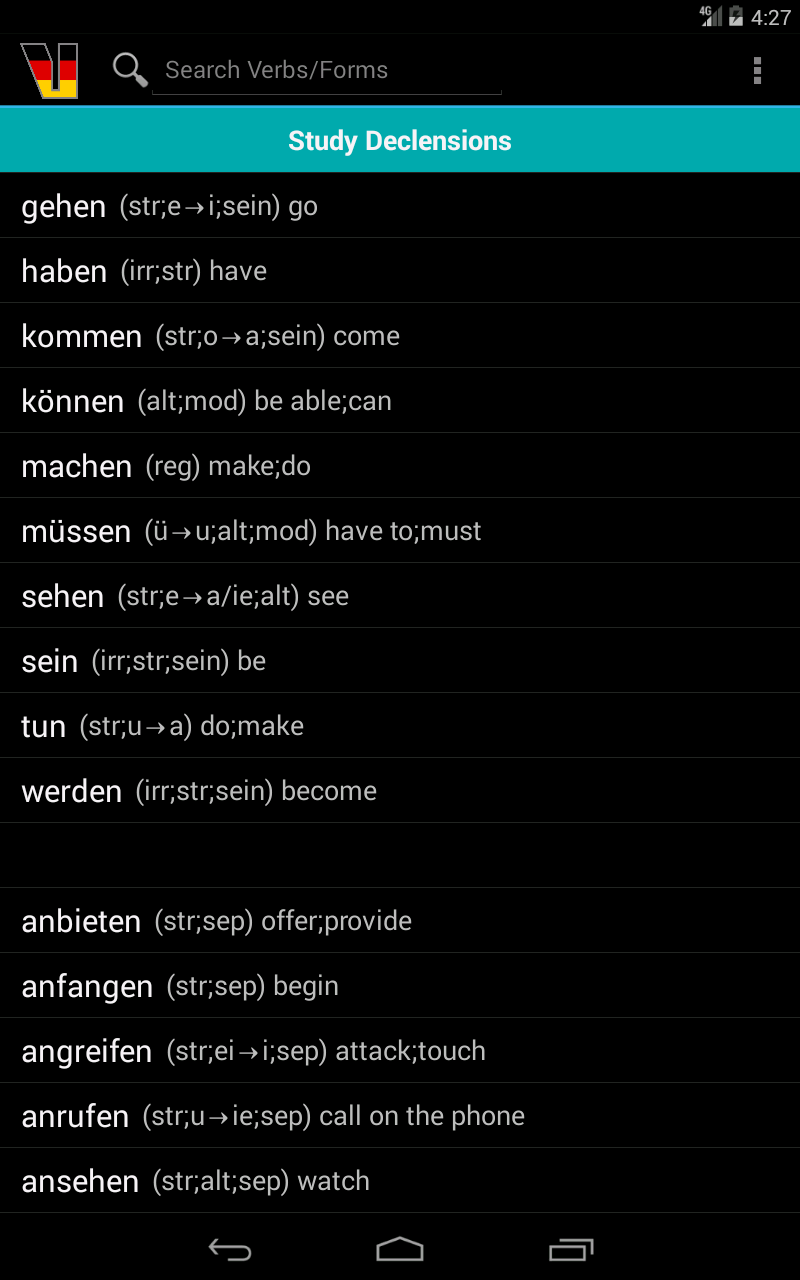 4G 4:27
Search Verbs/Forms
Study Declensions
gehen (str;e→i;sein) go
haben (irr;str) have
kommen (str;o→a;sein) come
können (alt;mod) be able;can
machen (reg) make;do
müssen (ü→u;alt;mod) have to;must
sehen (str;e→a/ie;alt) see
sein (irr;str;sein) be
tun (str;u→a) do;make
werden (irr;str;sein) become
anbieten (str;sep) offer;provide
anfangen (str;sep) begin
angreifen (str;ei→i;sep) attack;touch
anrufen (str;u→ie;sep) call on the phone
ansehen (str;alt;sep) watch